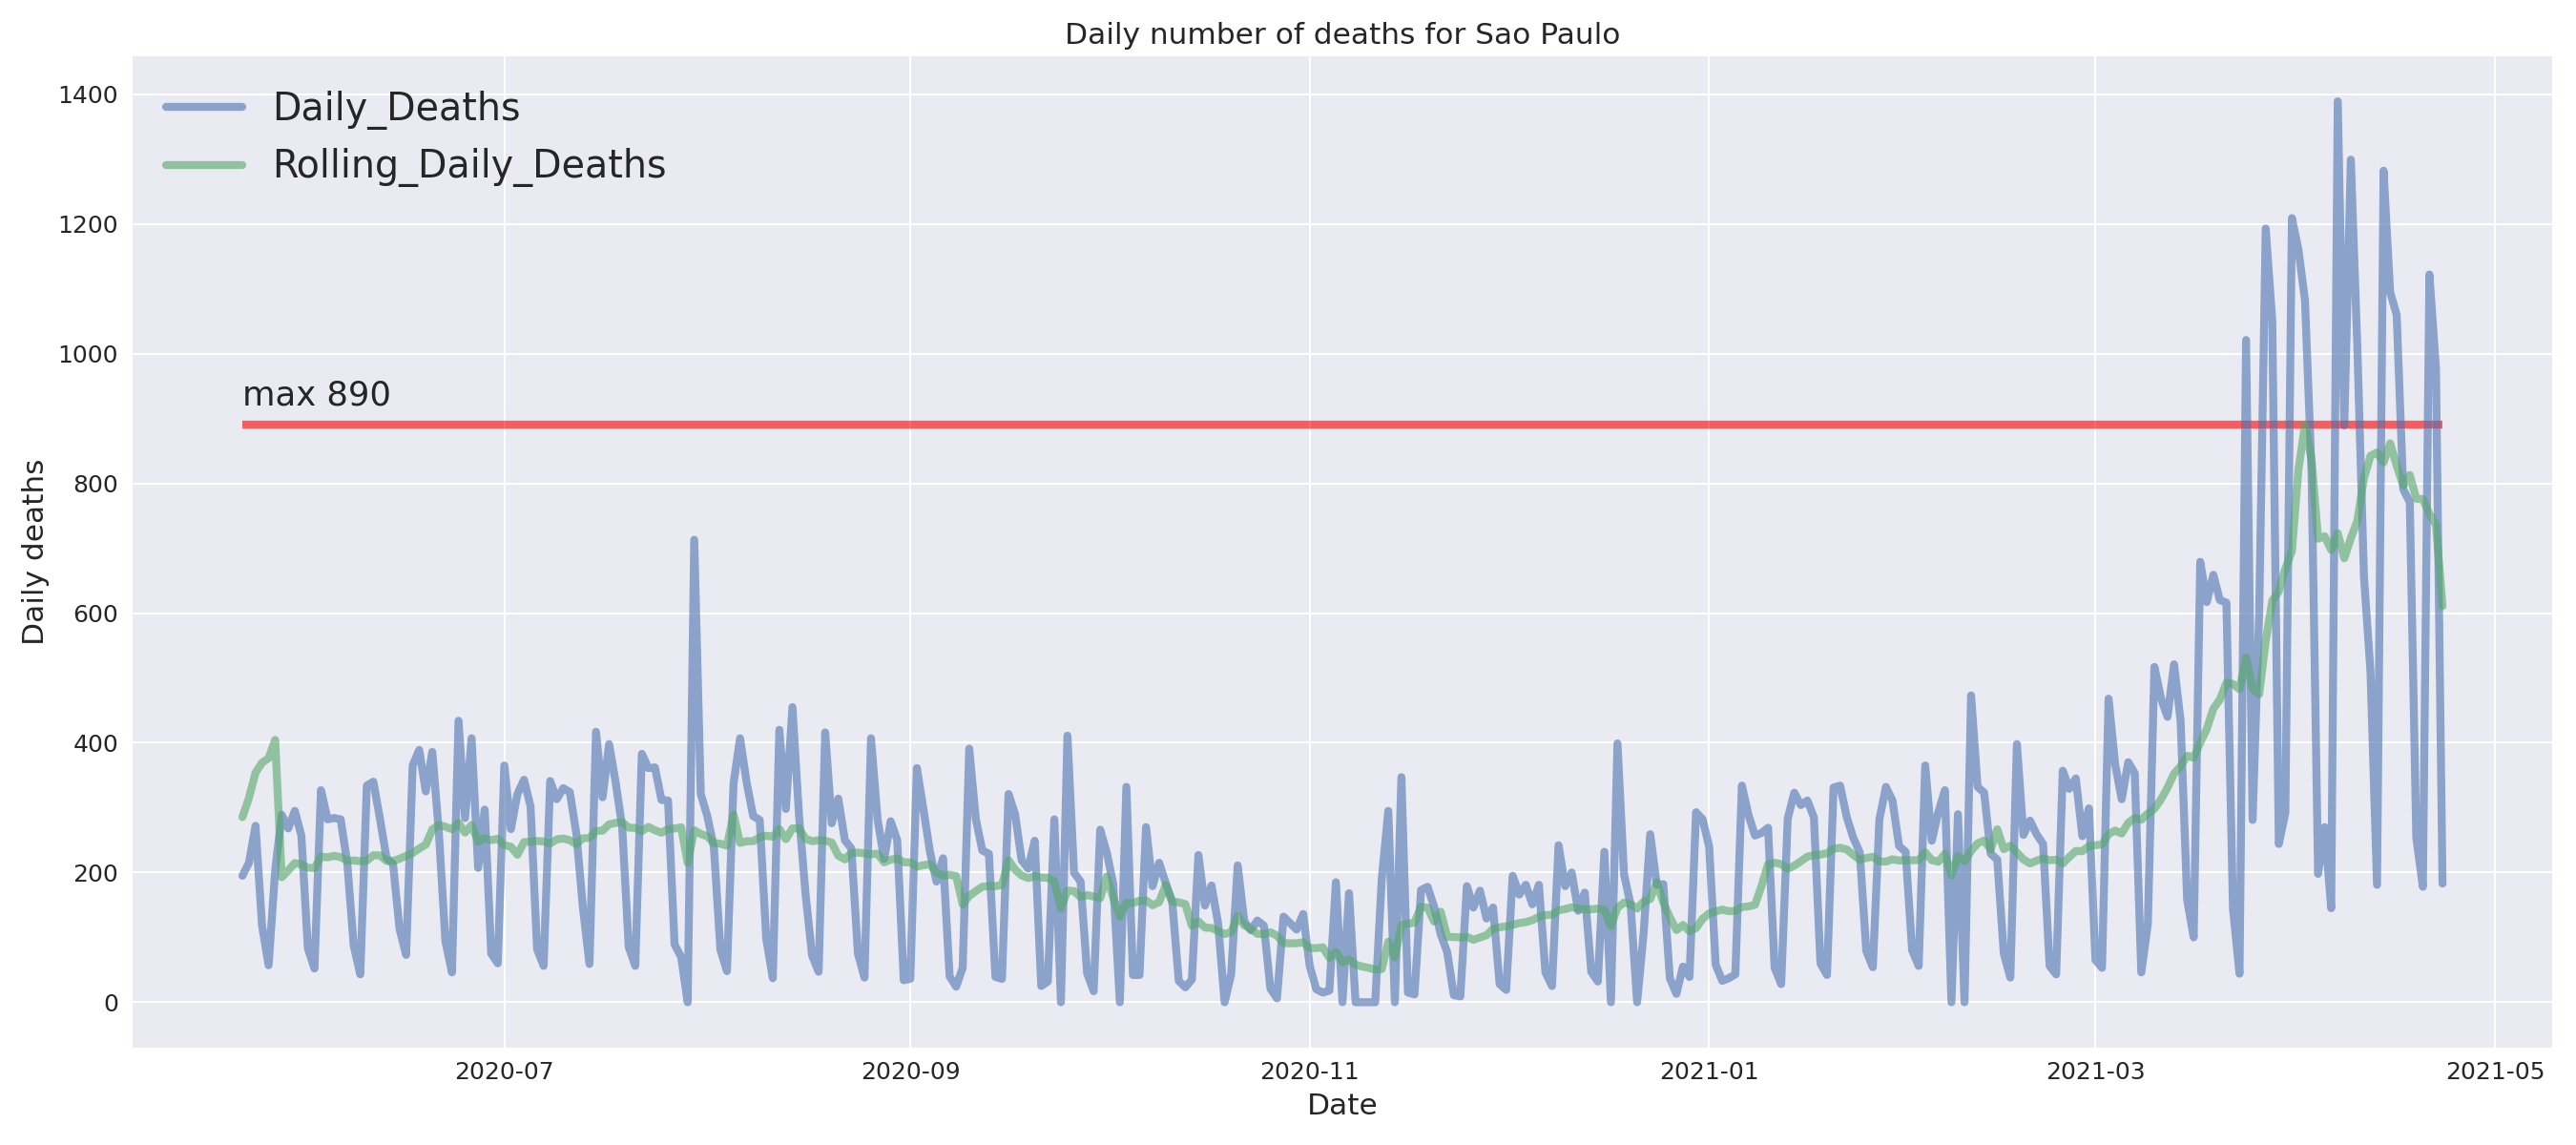 Daily number of deaths for Sao Paulo
Daily_Deaths
Rolling_Daily_Deaths
max 890
Daily deaths
1400
1200
1000
800
600
400
200
0
2020-07 2020-09 2020-11 2021-01 2021-03 2021-05
Date